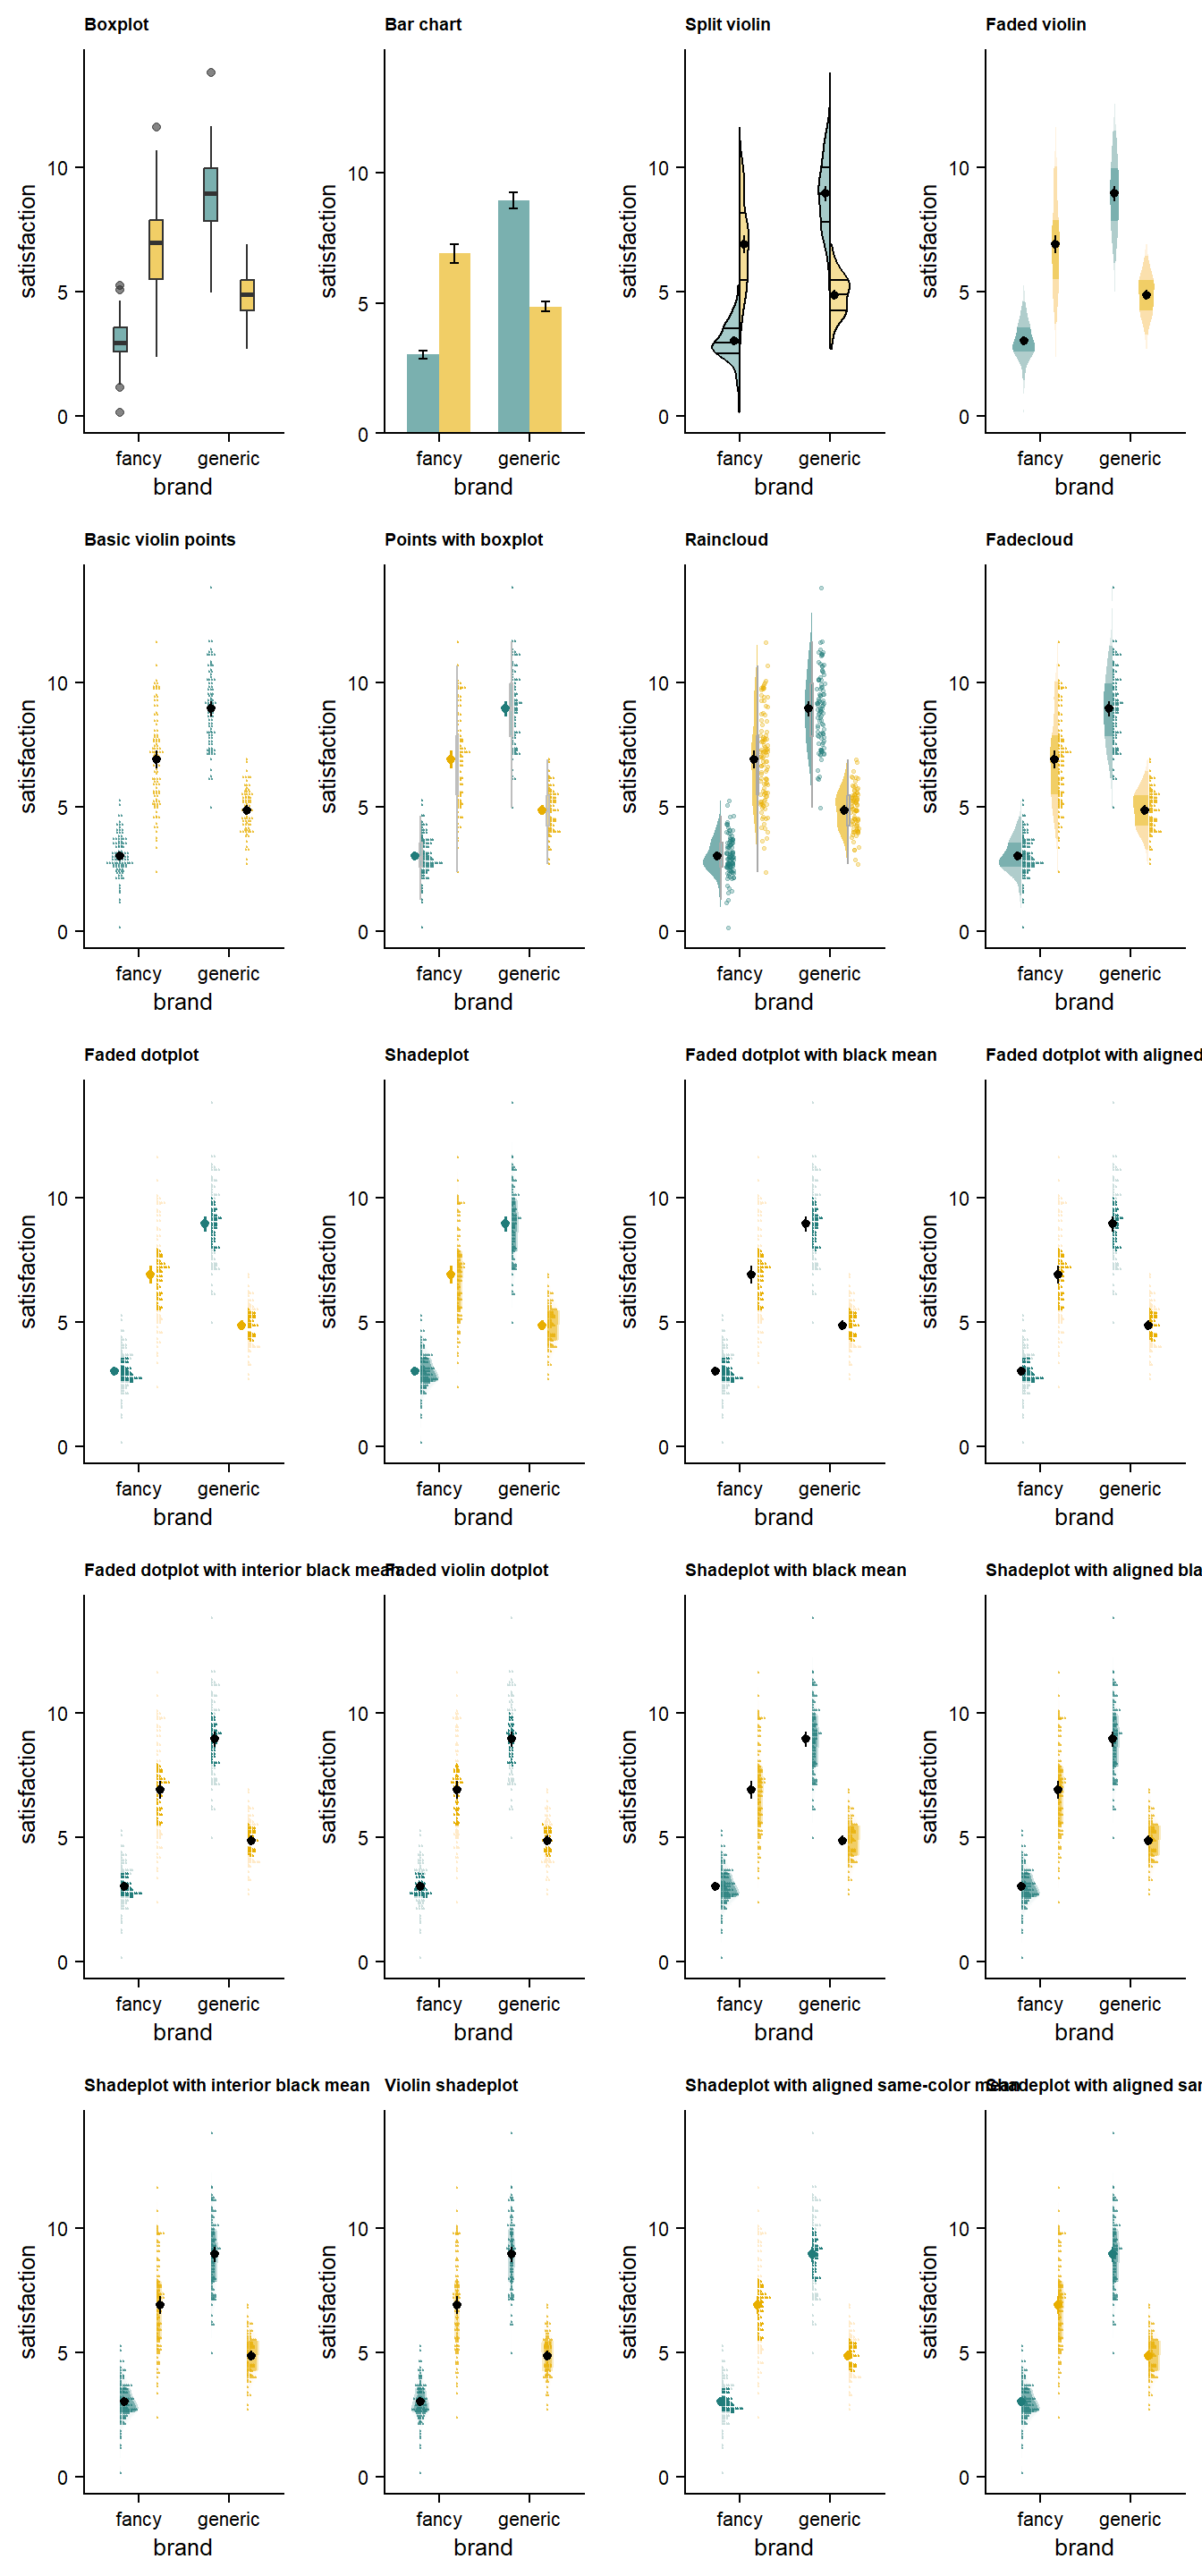 Boxplot
Bar chart
Split violin
Faded violin
satisfaction
10
5
0
fancy generic
brand
satisfaction
10
5
0
fancy generic
brand
satisfaction
10
5
0
fancy generic
brand
satisfaction
10
5
0
fancy generic
brand
Basic violin points
Points with boxplot
Raincloud
Fadecloud
satisfaction
10
5
0
fancy generic
brand
satisfaction
10
5
0
fancy generic
brand
satisfaction
10
5
0
fancy generic
brand
satisfaction
10
5
0
fancy generic
brand
Faded dotplot
Shadeplot
Faded dotplot with black mean
Faded dotplot with aligned
satisfaction
10
5
0
fancy generic
brand
satisfaction
10
5
0
fancy generic
brand
satisfaction
10
5
0
fancy generic
brand
satisfaction
10
5
0
fancy generic
brand
Faded dotplot with interior black mean
Faded violin dotplot
Shadeplot with black mean
Shadeplot with aligned bla
satisfaction
10
5
0
fancy generic
brand
satisfaction
10
5
0
fancy generic
brand
satisfaction
10
5
0
fancy generic
brand
satisfaction
10
5
0
fancy generic
brand
Shadeplot with interior black mean
Violin shadeplot
Shadeplot with aligned same-color mean
Shadeplot with aligned sar
satisfaction
10
5
0
fancy generic
brand
satisfaction
10
5
0
fancy generic
brand
satisfaction
10
5
0
fancy generic
brand
satisfaction
10
5
0
fancy generic
brand